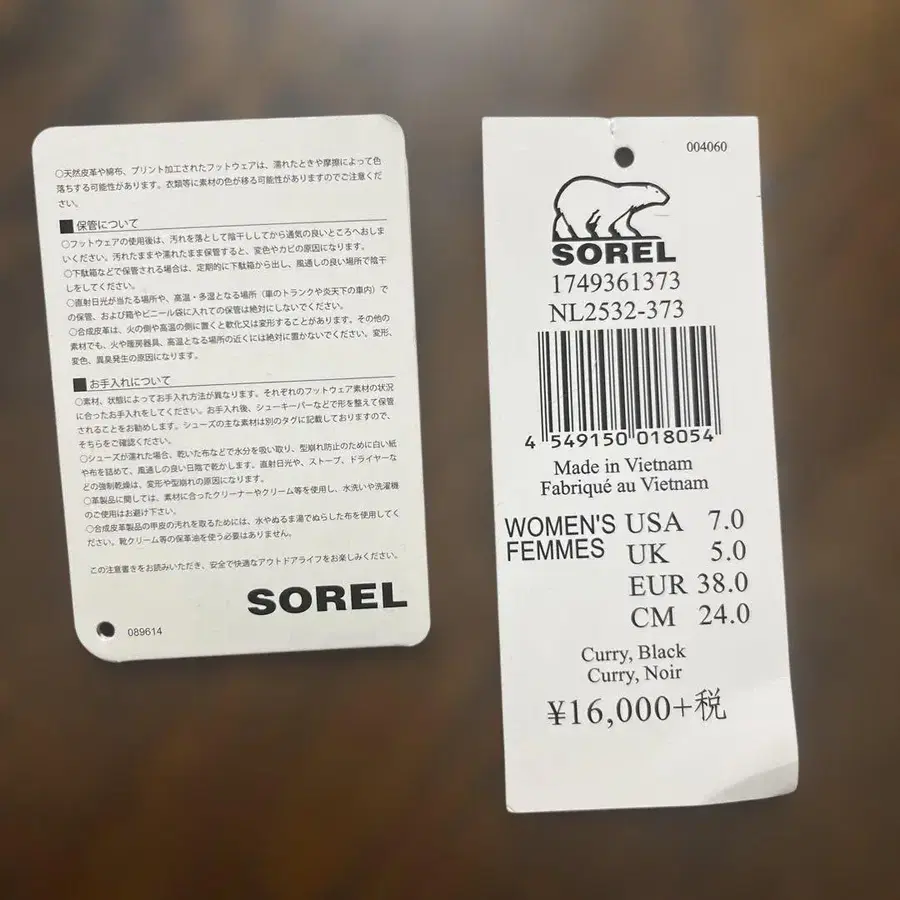 ○天然皮革や綿布、プリント加工されたフットウェアは、濡れたときや摩擦によって色
落ちする可能性があります。衣類等に素材の色が移る可能性がありますのでご注意くだ
さい。
■ 保管について
○フットウェアの使用後は、汚れを落として陰干ししてから通気の良いところへおしま
いください。汚れたままや濡れたまま保管すると、変色やカビの原因になります。
○下駄箱などで保管される場合は、定期的に下駄箱から出し、風通しの良い場所で陰干
しをしてください。
○直射日光が当たる場所や、高温・多湿となる場所（車のトランクや炎天下の車内）で
の保管、および箱やビニール袋に入れての保管は絶対にしないでください。
○合成皮革は、火の側や高温の側に置くと軟化又は変形することがあります。その他の
素材でも、火や暖房器具、高温となる場所の近くには絶対に置かないでください。変形、
変色、異臭発生の原因になります。
■ お手入れについて
○素材、状態によってお手入れ方法が異なります。それぞれのフットウェア素材の状況
に合ったお手入れをしてください。お手入れ後、シューキーパーなどで形を整えて保管
されることをお勧めします。シューズの主な素材は別のタグに記載しておりますので、
そちらをご確認ください。
○シューズが濡れた場合、乾いた布などで水分を吸い取り、型崩れ防止のために白い紙
や布を詰めて、風通しの良い日陰で乾かします。直射日光や、ストーブ、ドライヤーな
どの強制乾燥は、変形や型崩れの原因になります。
○革製品に関しては、素材に合ったクリーナーやクリーム等を使用し、水洗いや洗濯機
のご使用はお避け下さい。
○合成皮革製品の甲皮の汚れを取るためには、水やぬるま湯でぬらした布を使用してく
ださい。靴クリーム等の保革油を使う必要はありません。
この注意書きをお読みいただき、安全で快適なアウトドアライフをお楽しみください。
SOREL
089614
004060
SOREL
1749361373
NL2532-373
4 549150 018054
Made in Vietnam
Fabriqué au Vietnam
WOMEN'S USA 7.0
FEMMES UK 5.0
EUR 38.0
CM 24.0
Curry, Black
Curry, Noir
¥16,000+税